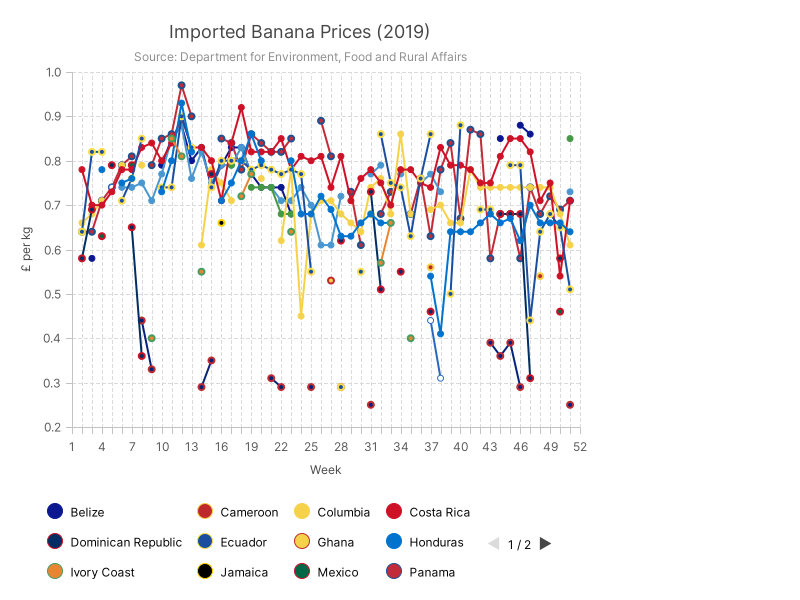 Imported Banana Prices (2019)
Source: Department for Environment, Food and Rural Affairs
£ per kg
1.0
0.9
0.8
0.7
0.6
0.5
0.4
0.3
0.2
1 4 7 10 13 16 19 22 25 28 31 34 37 40 43 46 49 52
Week
Belize Cameroon Columbia Costa Rica
Dominican Republic Ecuador Ghana Honduras 1 / 2
Ivory Coast Jamaica Mexico Panama